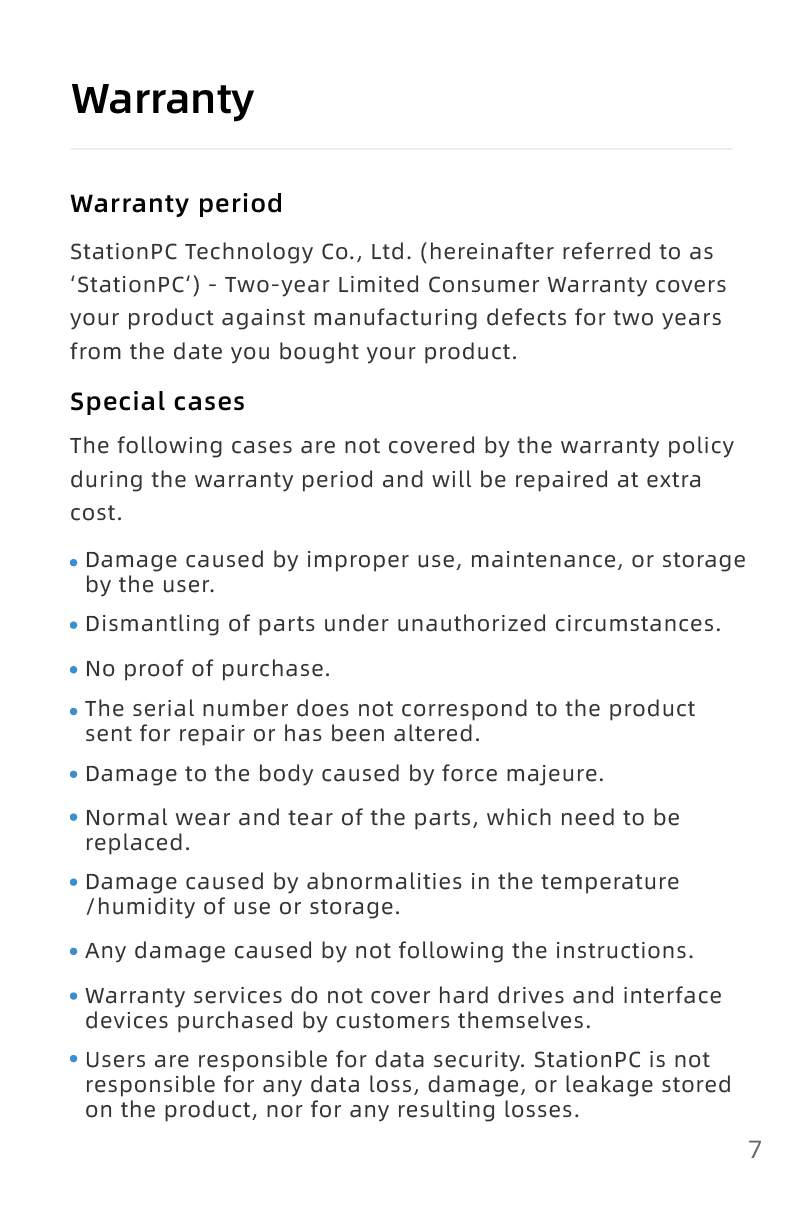 Warranty
Warranty period
StationPC Technology Co., Ltd. (hereinafter referred to as
‘StationPC‘) - Two-year Limited Consumer Warranty covers
your product against manufacturing defects for two years
from the date you bought your product.
Special cases
The following cases are not covered by the warranty policy
during the warranty period and will be repaired at extra
cost.
• Damage caused by improper use, maintenance, or storage
by the user.
• Dismantling of parts under unauthorized circumstances.
• No proof of purchase.
• The serial number does not correspond to the product
sent for repair or has been altered.
• Damage to the body caused by force majeure.
• Normal wear and tear of the parts, which need to be
replaced.
• Damage caused by abnormalities in the temperature
/humidity of use or storage.
• Any damage caused by not following the instructions.
• Warranty services do not cover hard drives and interface
devices purchased by customers themselves.
• Users are responsible for data security. StationPC is not
responsible for any data loss, damage, or leakage stored
on the product, nor for any resulting losses.
7